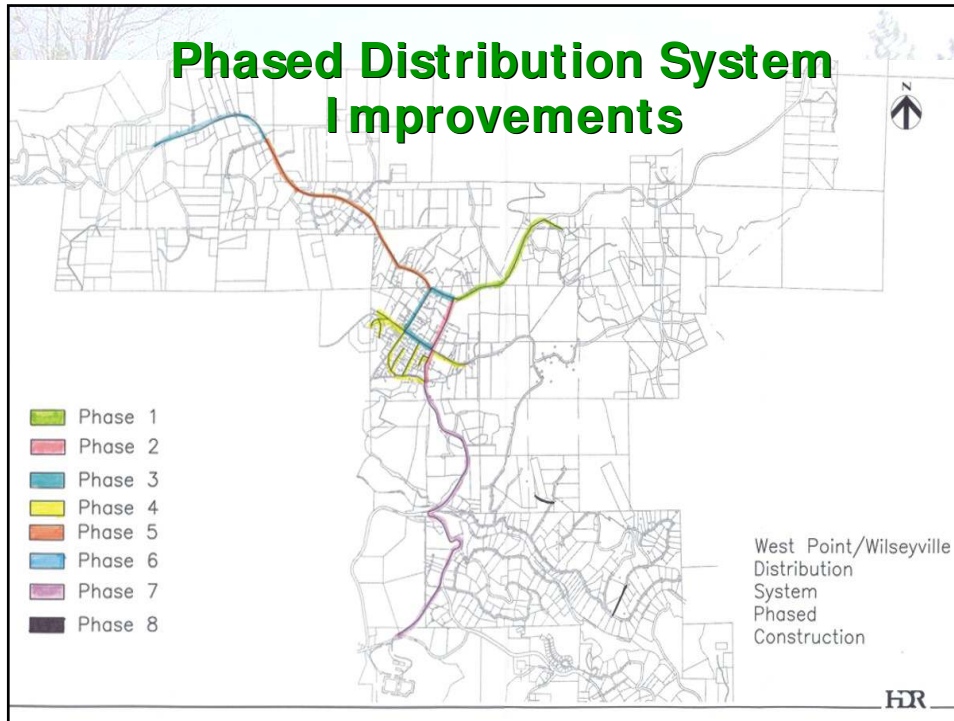 Phased Distribution System
Improvements
N
Phase 1
Phase 2
Phase 3
Phase 4
Phase 5
Phase 6
Phase 7
Phase 8
West Point/Wilseyville
Distribution
System
Phased
Construction
HDR